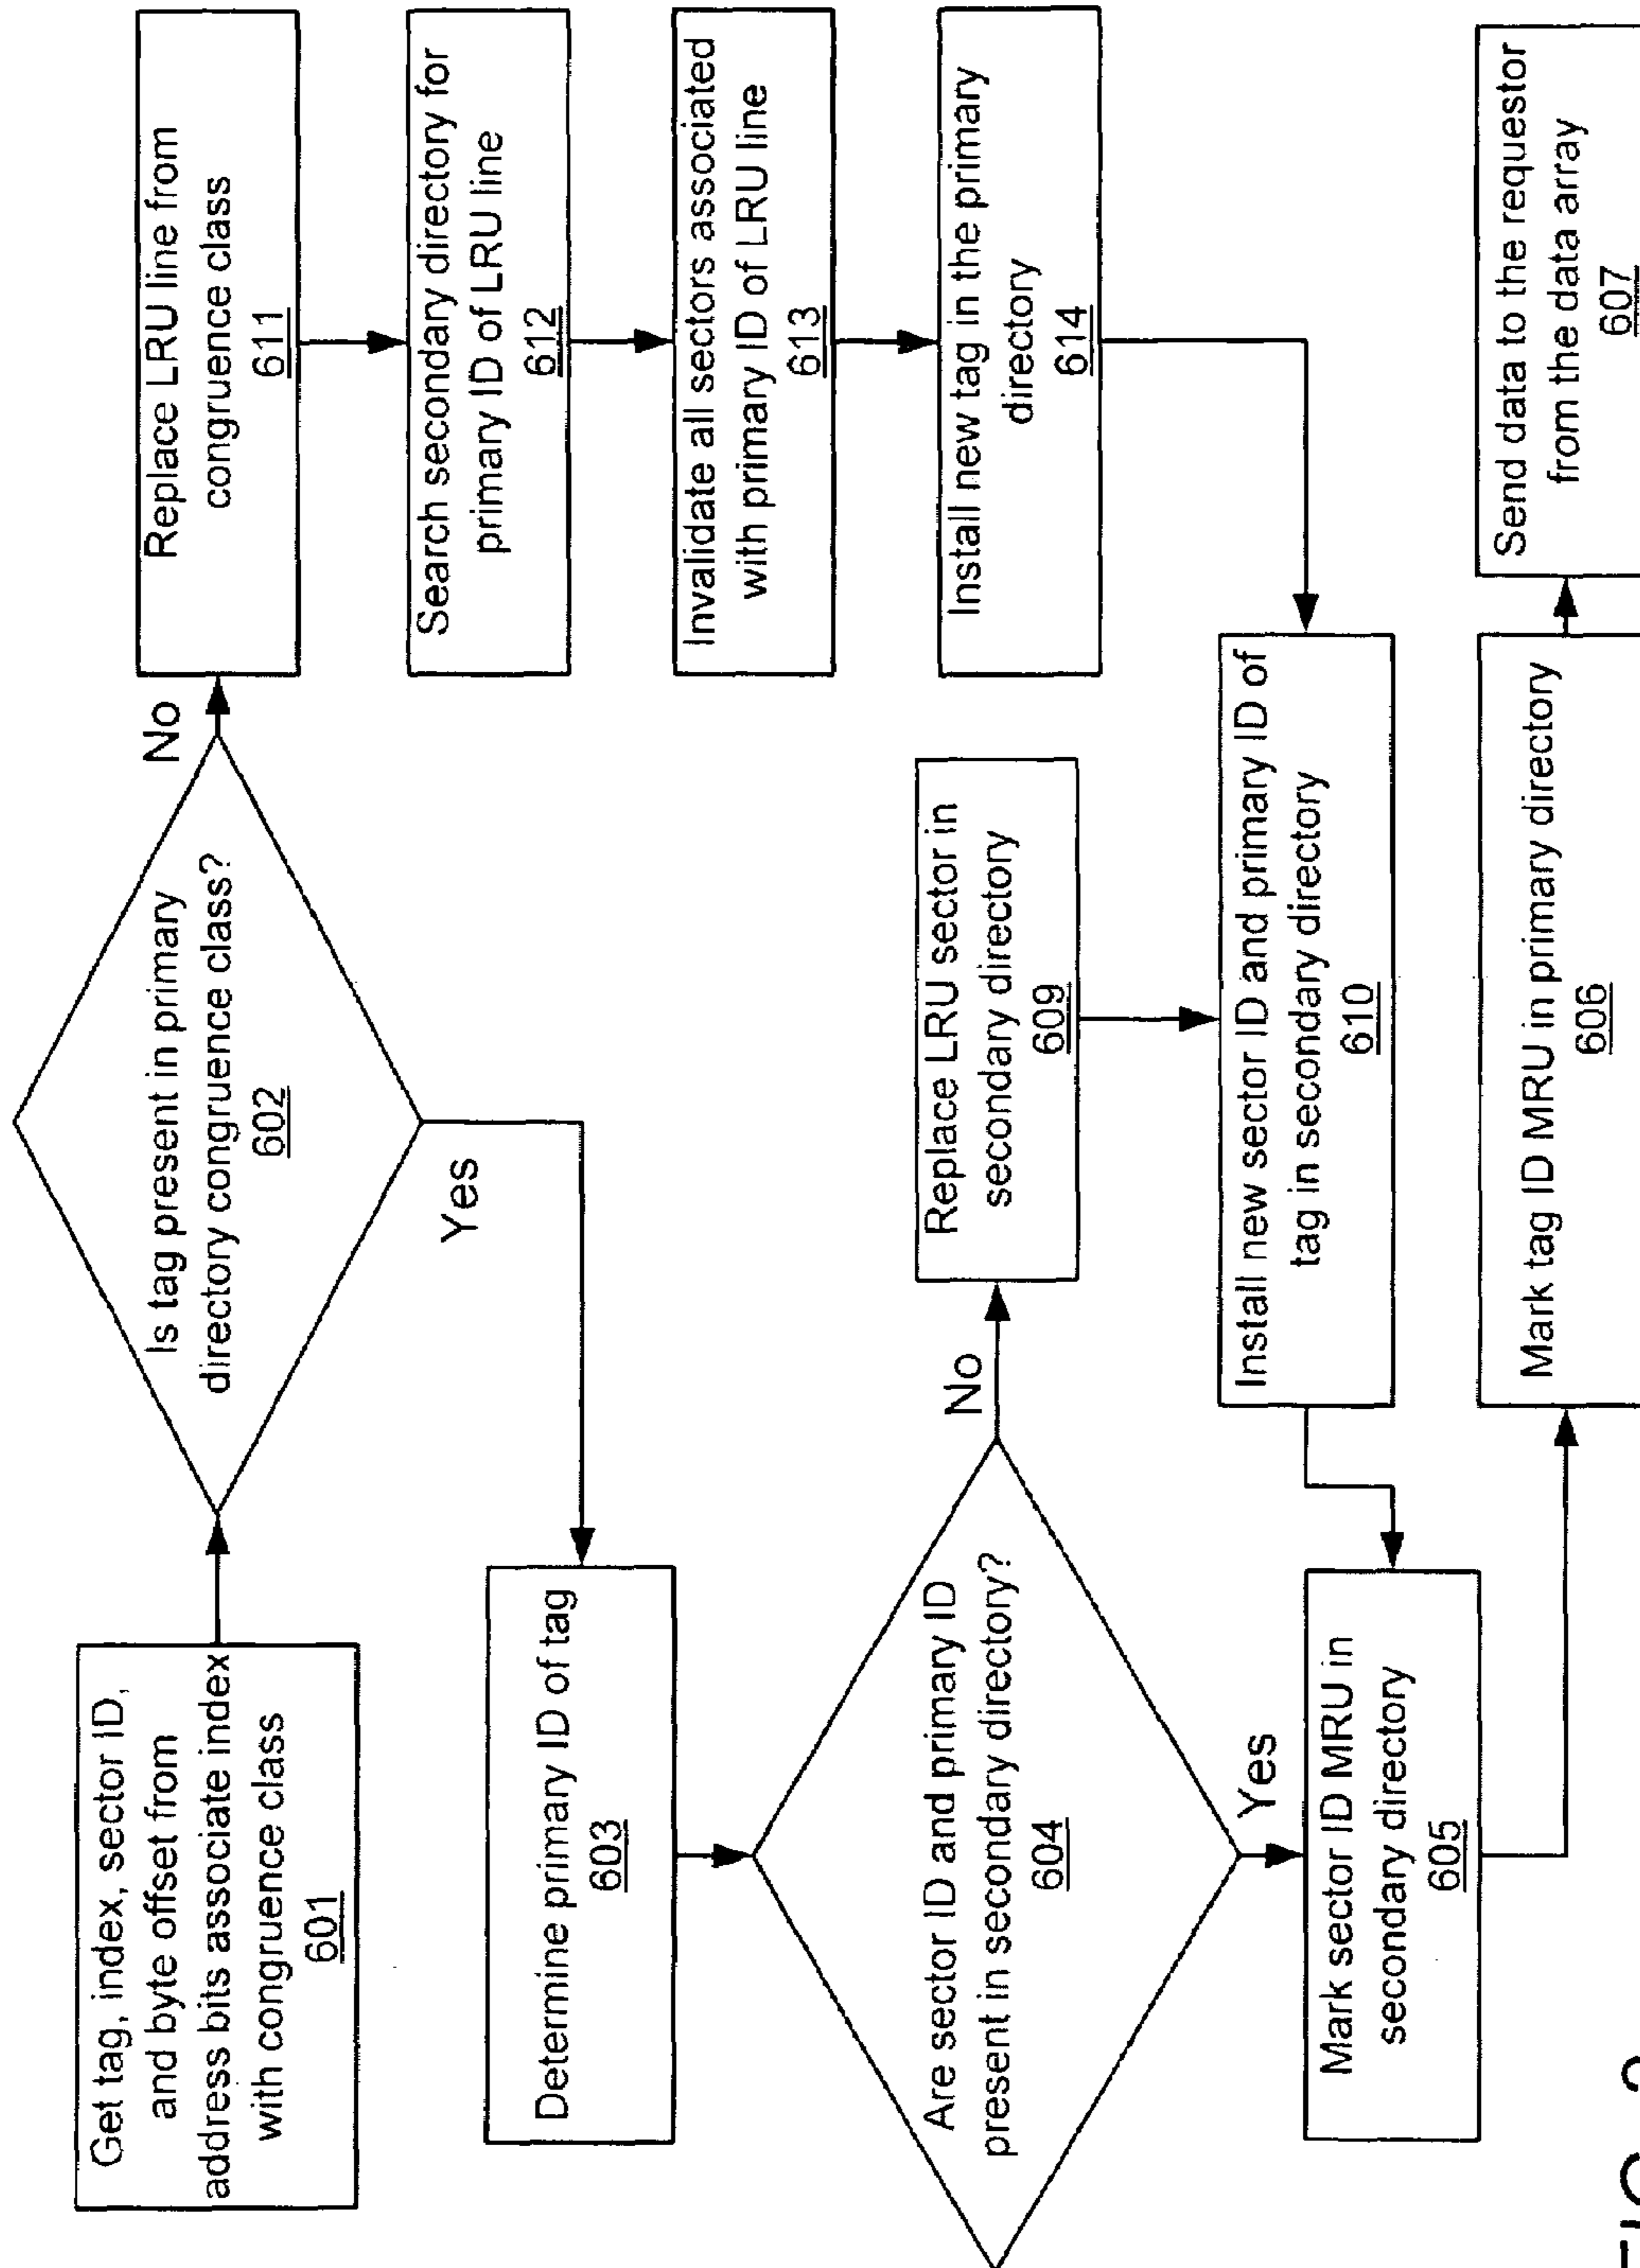 Get tag, index, sector ID,
and byte offset from
address bits associate index
with congruence class
601
Is tag present in primary
directory congruence class?
602
No
Yes
Replace LRU line from
congruence class
611
Search secondary directory for
primary ID of LRU line
612
Invalidate all sectors associated
with primary ID of LRU line
613
Install new tag in the primary
directory
614
Determine primary ID of tag
603
Are sector ID and primary ID
present in secondary directory?
604
No
Yes
Replace LRU sector in
secondary directory
609
Install new sector ID and primary ID of
tag in secondary directory
610
Mark sector ID MRU in
secondary directory
605
Mark tag ID MRU in primary directory
606
Send data to the requestor
from the data array
607